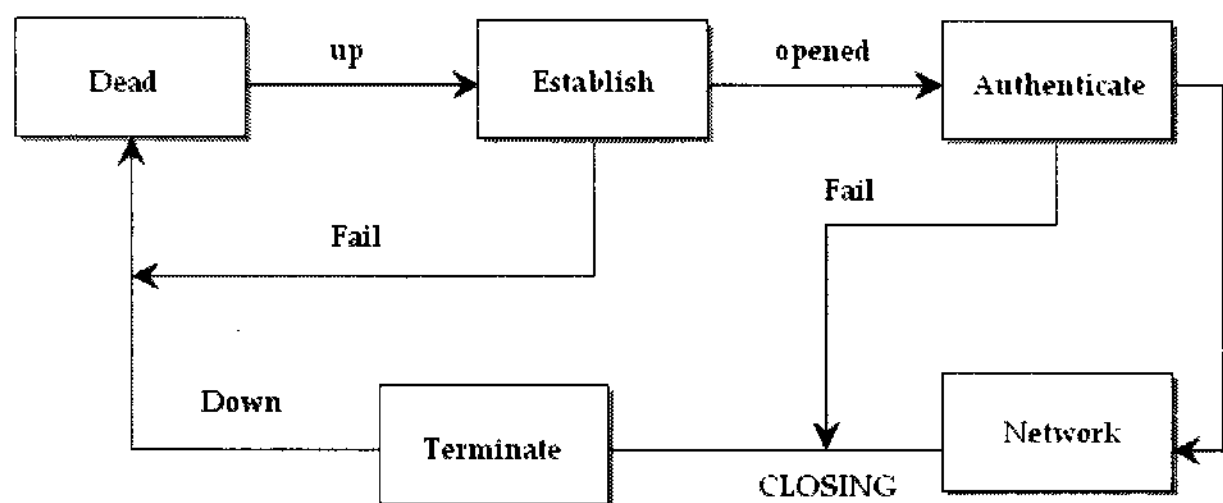 up
opened
Dead
Establish
Authenticate
Fail
Fail
Down
Terminate
Network
CLOSING